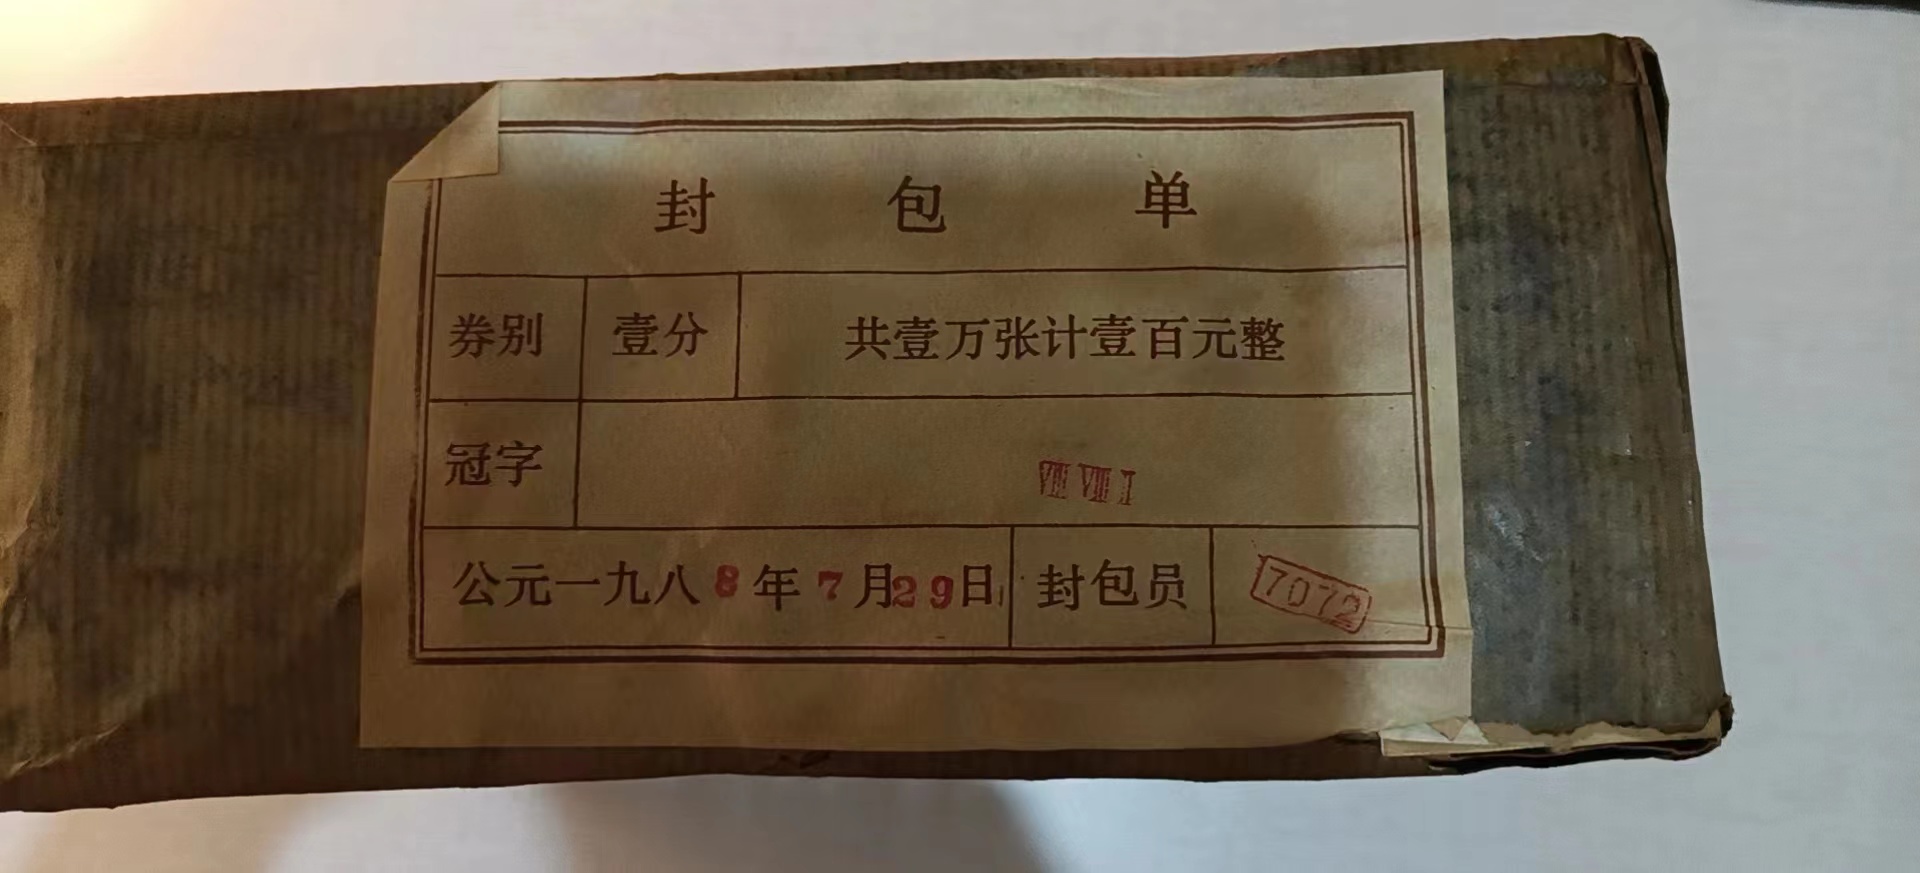 封包单
券别 壹分 共壹万张计壹百元整
冠字 Ⅷ Ⅷ Ⅰ
公元一九八8年7月29日 封包员 7072